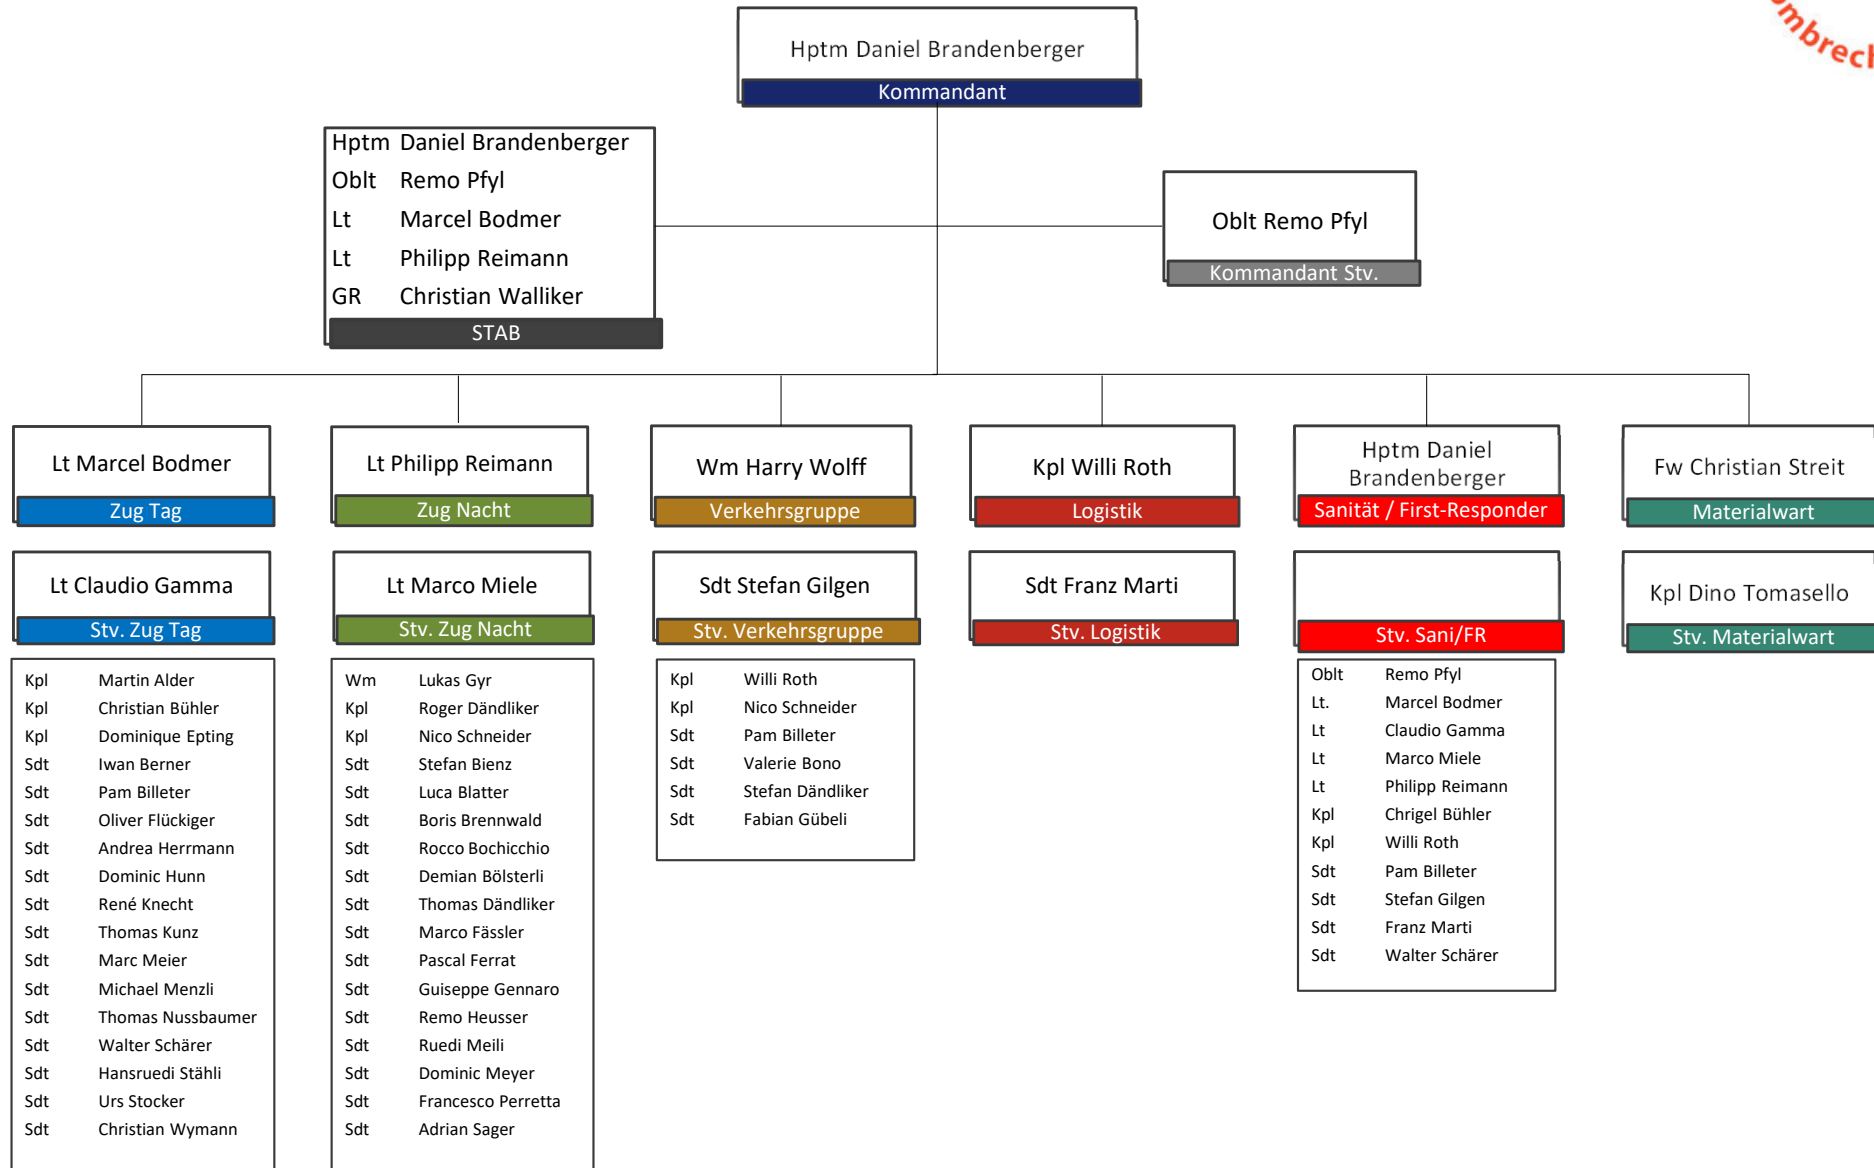 mbrech
Hptm Daniel Brandenberger
Kommandant
Hptm Daniel Brandenberger
Oblt Remo Pfyl
Lt Marcel Bodmer
Lt Philipp Reimann
GR Christian Walliker
STAB
Oblt Remo Pfyl
Kommandant Stv.
Lt Marcel Bodmer
Zug Tag
Lt Claudio Gamma
Stv. Zug Tag
Kpl Martin Alder
Kpl Christian Bühler
Kpl Dominique Epting
Sdt Iwan Berner
Sdt Pam Billeter
Sdt Oliver Flückiger
Sdt Andrea Herrmann
Sdt Dominic Hunn
Sdt René Knecht
Sdt Thomas Kunz
Sdt Marc Meier
Sdt Michael Menzli
Sdt Thomas Nussbaumer
Sdt Walter Schärer
Sdt Hansruedi Stähli
Sdt Urs Stocker
Sdt Christian Wymann
Lt Philipp Reimann
Zug Nacht
Lt Marco Miele
Stv. Zug Nacht
Wm Lukas Gyr
Kpl Roger Dändliker
Kpl Nico Schneider
Sdt Stefan Bienz
Sdt Luca Blatter
Sdt Boris Brennwald
Sdt Rocco Bochicchio
Sdt Demian Bölsterli
Sdt Thomas Dändliker
Sdt Marco Fässler
Sdt Pascal Ferrat
Sdt Guiseppe Gennaro
Sdt Remo Heusser
Sdt Ruedi Meili
Sdt Dominic Meyer
Sdt Francesco Perretta
Sdt Adrian Sager
Wm Harry Wolff
Verkehrsgruppe
Sdt Stefan Gilgen
Stv. Verkehrsgruppe
Kpl Willi Roth
Kpl Nico Schneider
Sdt Pam Billeter
Sdt Valerie Bono
Sdt Stefan Dändliker
Sdt Fabian Gübeli
Kpl Willi Roth
Logistik
Sdt Franz Marti
Stv. Logistik
Hptm Daniel
Brandenberger
Sanität / First-Responder
Stv. Sani/FR
Oblt Remo Pfyl
Lt. Marcel Bodmer
Lt Claudio Gamma
Lt Marco Miele
Lt Philipp Reimann
Kpl Chrigel Bühler
Kpl Willi Roth
Sdt Pam Billeter
Sdt Stefan Gilgen
Sdt Franz Marti
Sdt Walter Schärer
Fw Christian Streit
Materialwart
Kpl Dino Tomasello
Stv. Materialwart